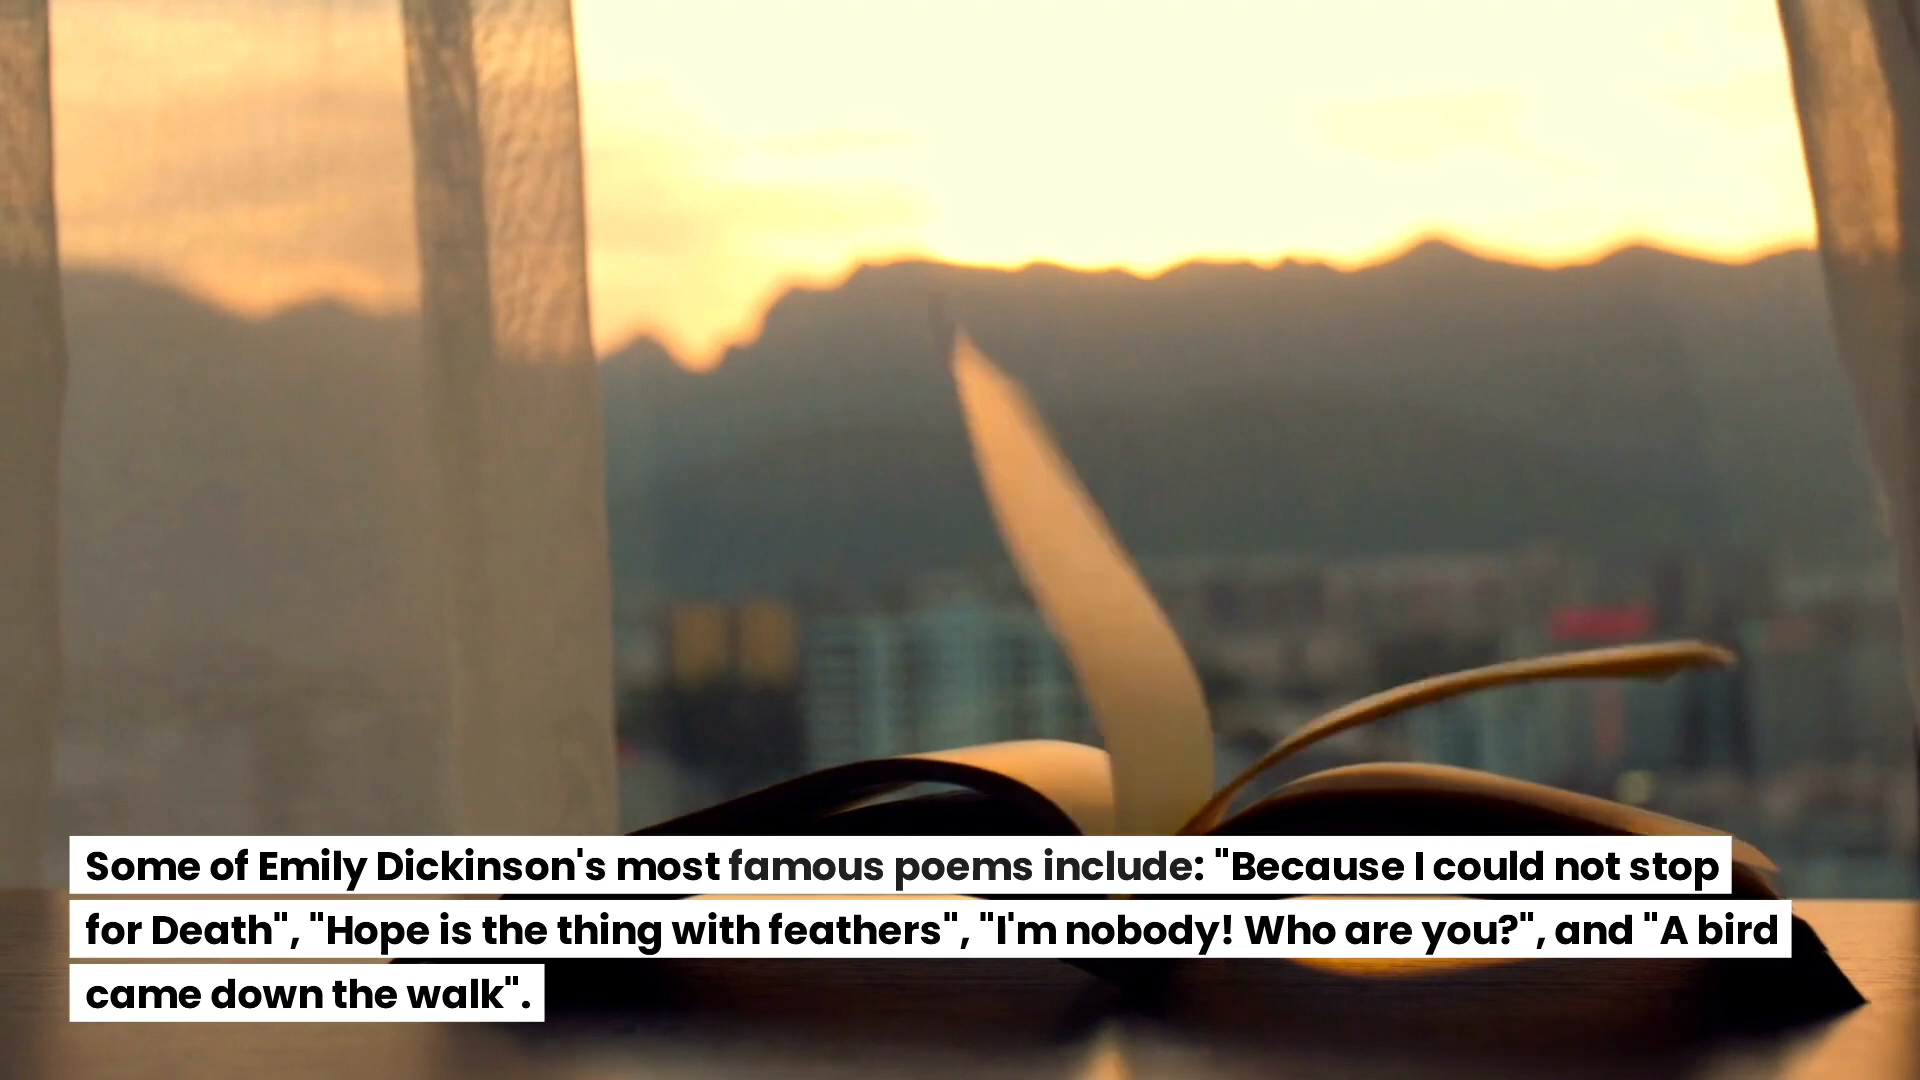 Some of Emily Dickinson's most famous poems include: "Because I could not stop
for Death", "Hope is the thing with feathers", "I'm nobody! Who are you?", and "A bird
came down the walk".